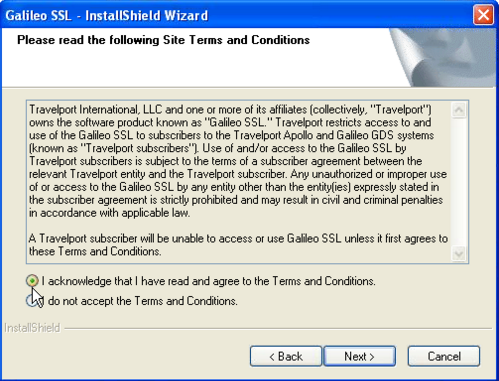 Galileo SSL - InstallShield Wizard
Please read the following Site Terms and Conditions
Travelport International, LLC and one or more of its affiliates (collectively, "Travelport")
owns the software product known as "Galileo SSL." Travelport restricts access to and
use of the Galileo SSL to subscribers to the Travelport Apollo and Galileo GDS systems
(known as "Travelport subscribers"). Use of and/or access to the Galileo SSL by
Travelport subscribers is subject to the terms of a subscriber agreement between the
relevant Travelport entity and the Travelport subscriber. Any unauthorized or improper use
of or access to the Galileo SSL by any entity other than the entity(ies) expressly stated in
the subscriber agreement is strictly prohibited and may result in civil and criminal penalties
in accordance with applicable law.
A Travelport subscriber will be unable to access or use Galileo SSL unless it first agrees to
these Terms and Conditions.
I acknowledge that I have read and agree to the Terms and Conditions.
I do not accept the Terms and Conditions.
InstallShield
< Back
Next >
Cancel